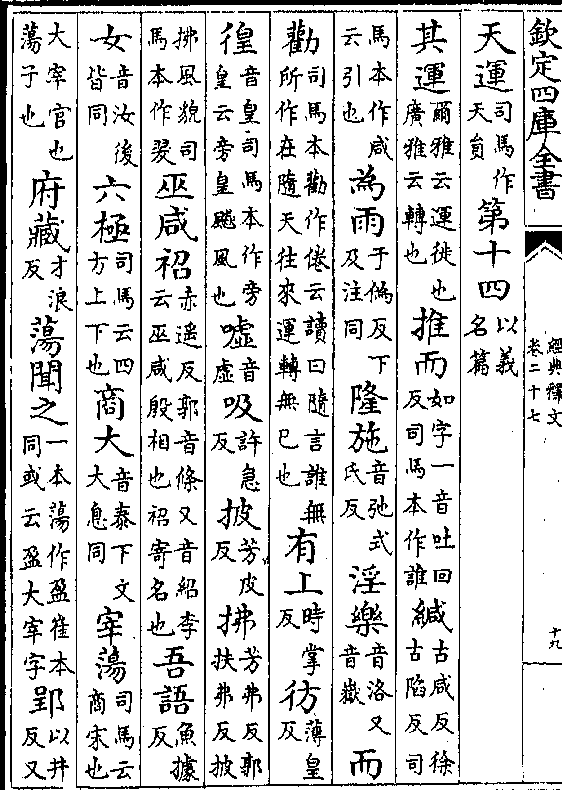 欽定四庫全書
經典釋文
卷二十七
十九
天運司馬作天員第十四以義名篇
其運爾雅云運徙也廣雅云轉也推而如字一音吐回反司馬本作誰緘古咸反徐古陷反司
馬本作咸云引也為雨于偽反下及注同隆施音弛式氏反淫樂音洛又音嶽而
勸司馬本勸作倦云讀曰隨言誰無所作在隨天往來運轉無已也有上時掌反彷薄皇反
徨音皇司馬本作旁皇云旁皇飈風也噓音虛吸許急反披芳皮反拂芳弗反郭扶弗反披
拂風貌司馬本作翇巫咸祒赤遥反郭音條又音紹李云巫咸殷相也祒寄名也吾語魚據反
女音汝後皆同六極司馬云四方上下也商大音泰下文大息同宰蕩司馬云商宋也
大宰官也蕩子也府藏才浪反蕩聞之一本蕩作盈崔本同或云盈大宰字郢以井反又